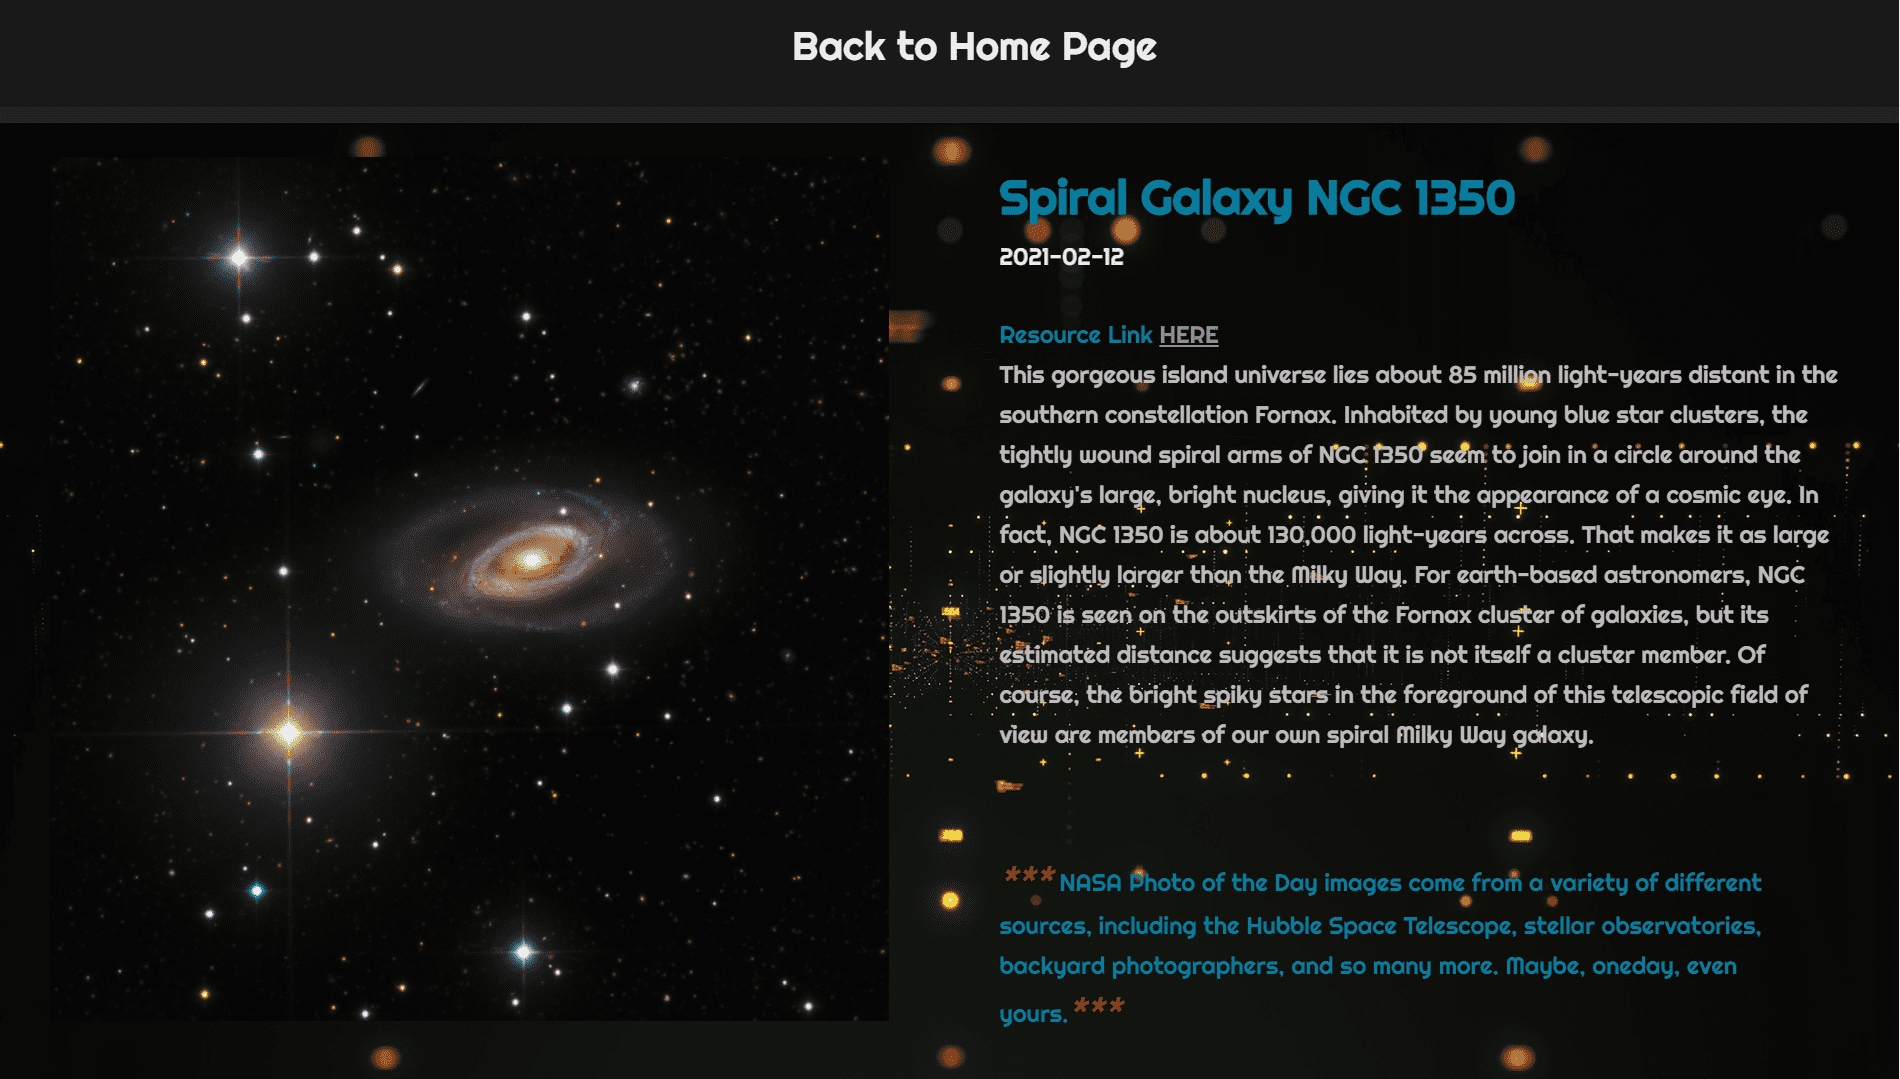 Back to Home Page
Spiral Galaxy NGC 1350
2021-02-12
Resource Link HERE
This gorgeous island universe lies about 85 million light-years distant in the
southern constellation Fornax. Inhabited by young blue star clusters, the
tightly wound spiral arms of NGC 1350 seem to join in a circle around the
galaxy's large, bright nucleus, giving it the appearance of a cosmic eye. In
fact, NGC 1350 is about 130,000 light-years across. That makes it as large
or slightly larger than the Milky Way. For earth-based astronomers, NGC
1350 is seen on the outskirts of the Fornax cluster of galaxies, but its
estimated distance suggests that it is not itself a cluster member. Of
course, the bright spiky stars in the foreground of this telescopic field of
view are members of our own spiral Milky Way galaxy.
***NASA Photo of the Day images come from a variety of different
sources, including the Hubble Space Telescope, stellar observatories,
backyard photographers, and so many more. Maybe, oneday, even
yours.***